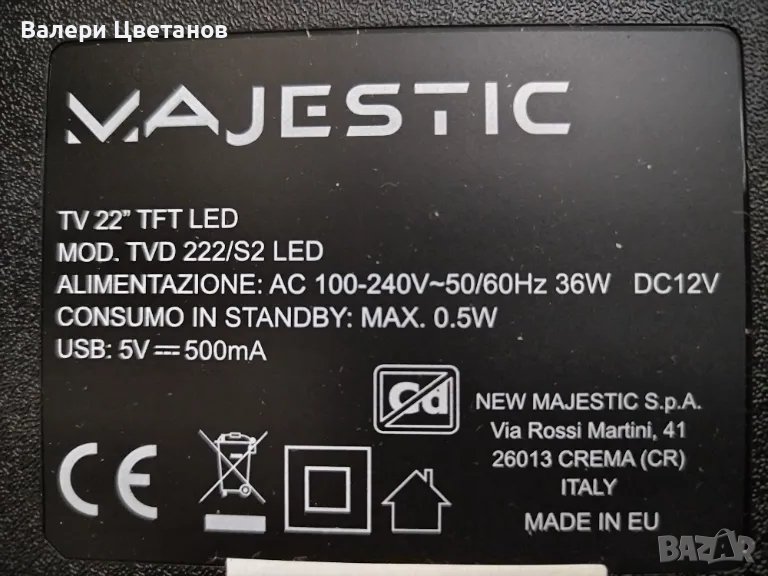 Валери Цветанов
MAJESTIC
TV 22” TFT LED
MOD. TVD 222/S2 LED
ALIMENTAZIONE: AC 100-240V~50/60Hz 36W DC12V
CONSUMO IN STANDBY: MAX. 0.5W
USB: 5V⎓500mA
Cd
NEW MAJESTIC S.p.A.
Via Rossi Martini, 41
26013 CREMA (CR)
ITALY
MADE IN EU
CE
BAZAR